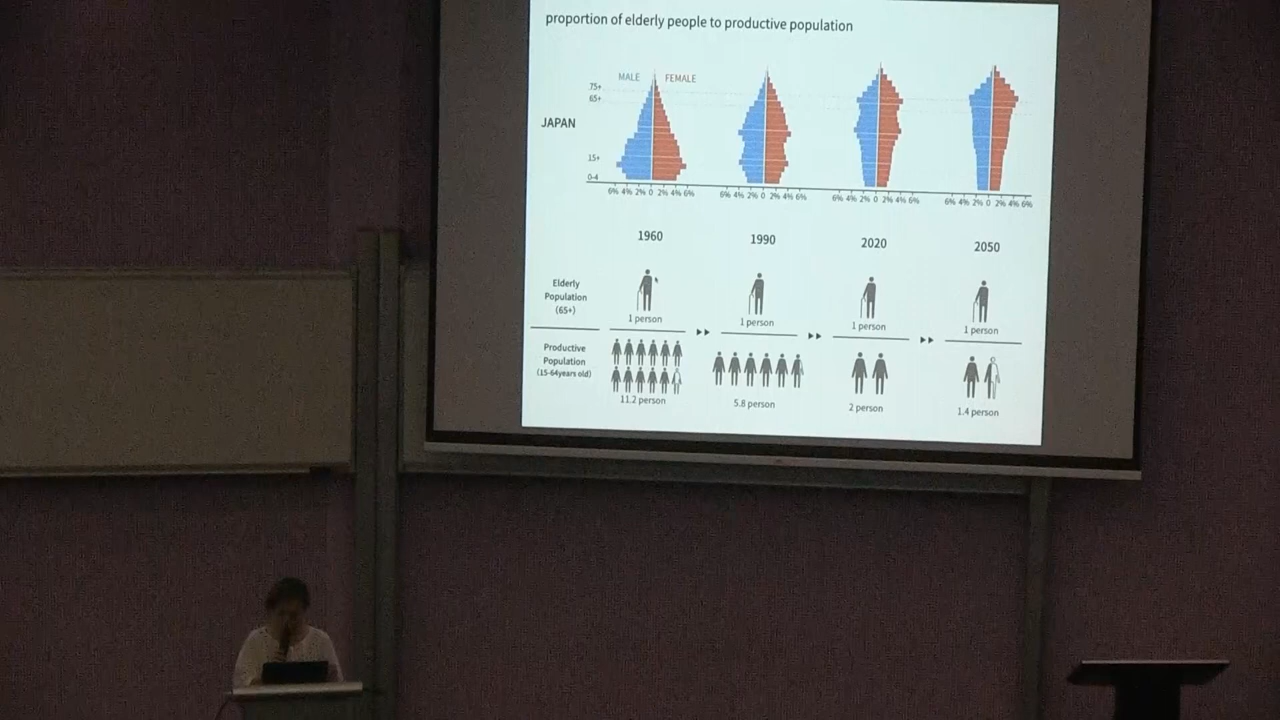 proportion of elderly people to productive population
MALE FEMALE
75+
65+
JAPAN
15+
0-4
6% 4% 2% 0 2% 4% 6% 6% 4% 2% 0 2% 4% 6% 6% 4% 2% 0 2% 4% 6% 6% 4% 2% 0 2% 4% 6%
1960 1990 2020 2050
Elderly
Population
(65+)
1 person 1 person 1 person 1 person
Productive
Population
(15-64years old)
11.2 person 5.8 person 2 person 1.4 person